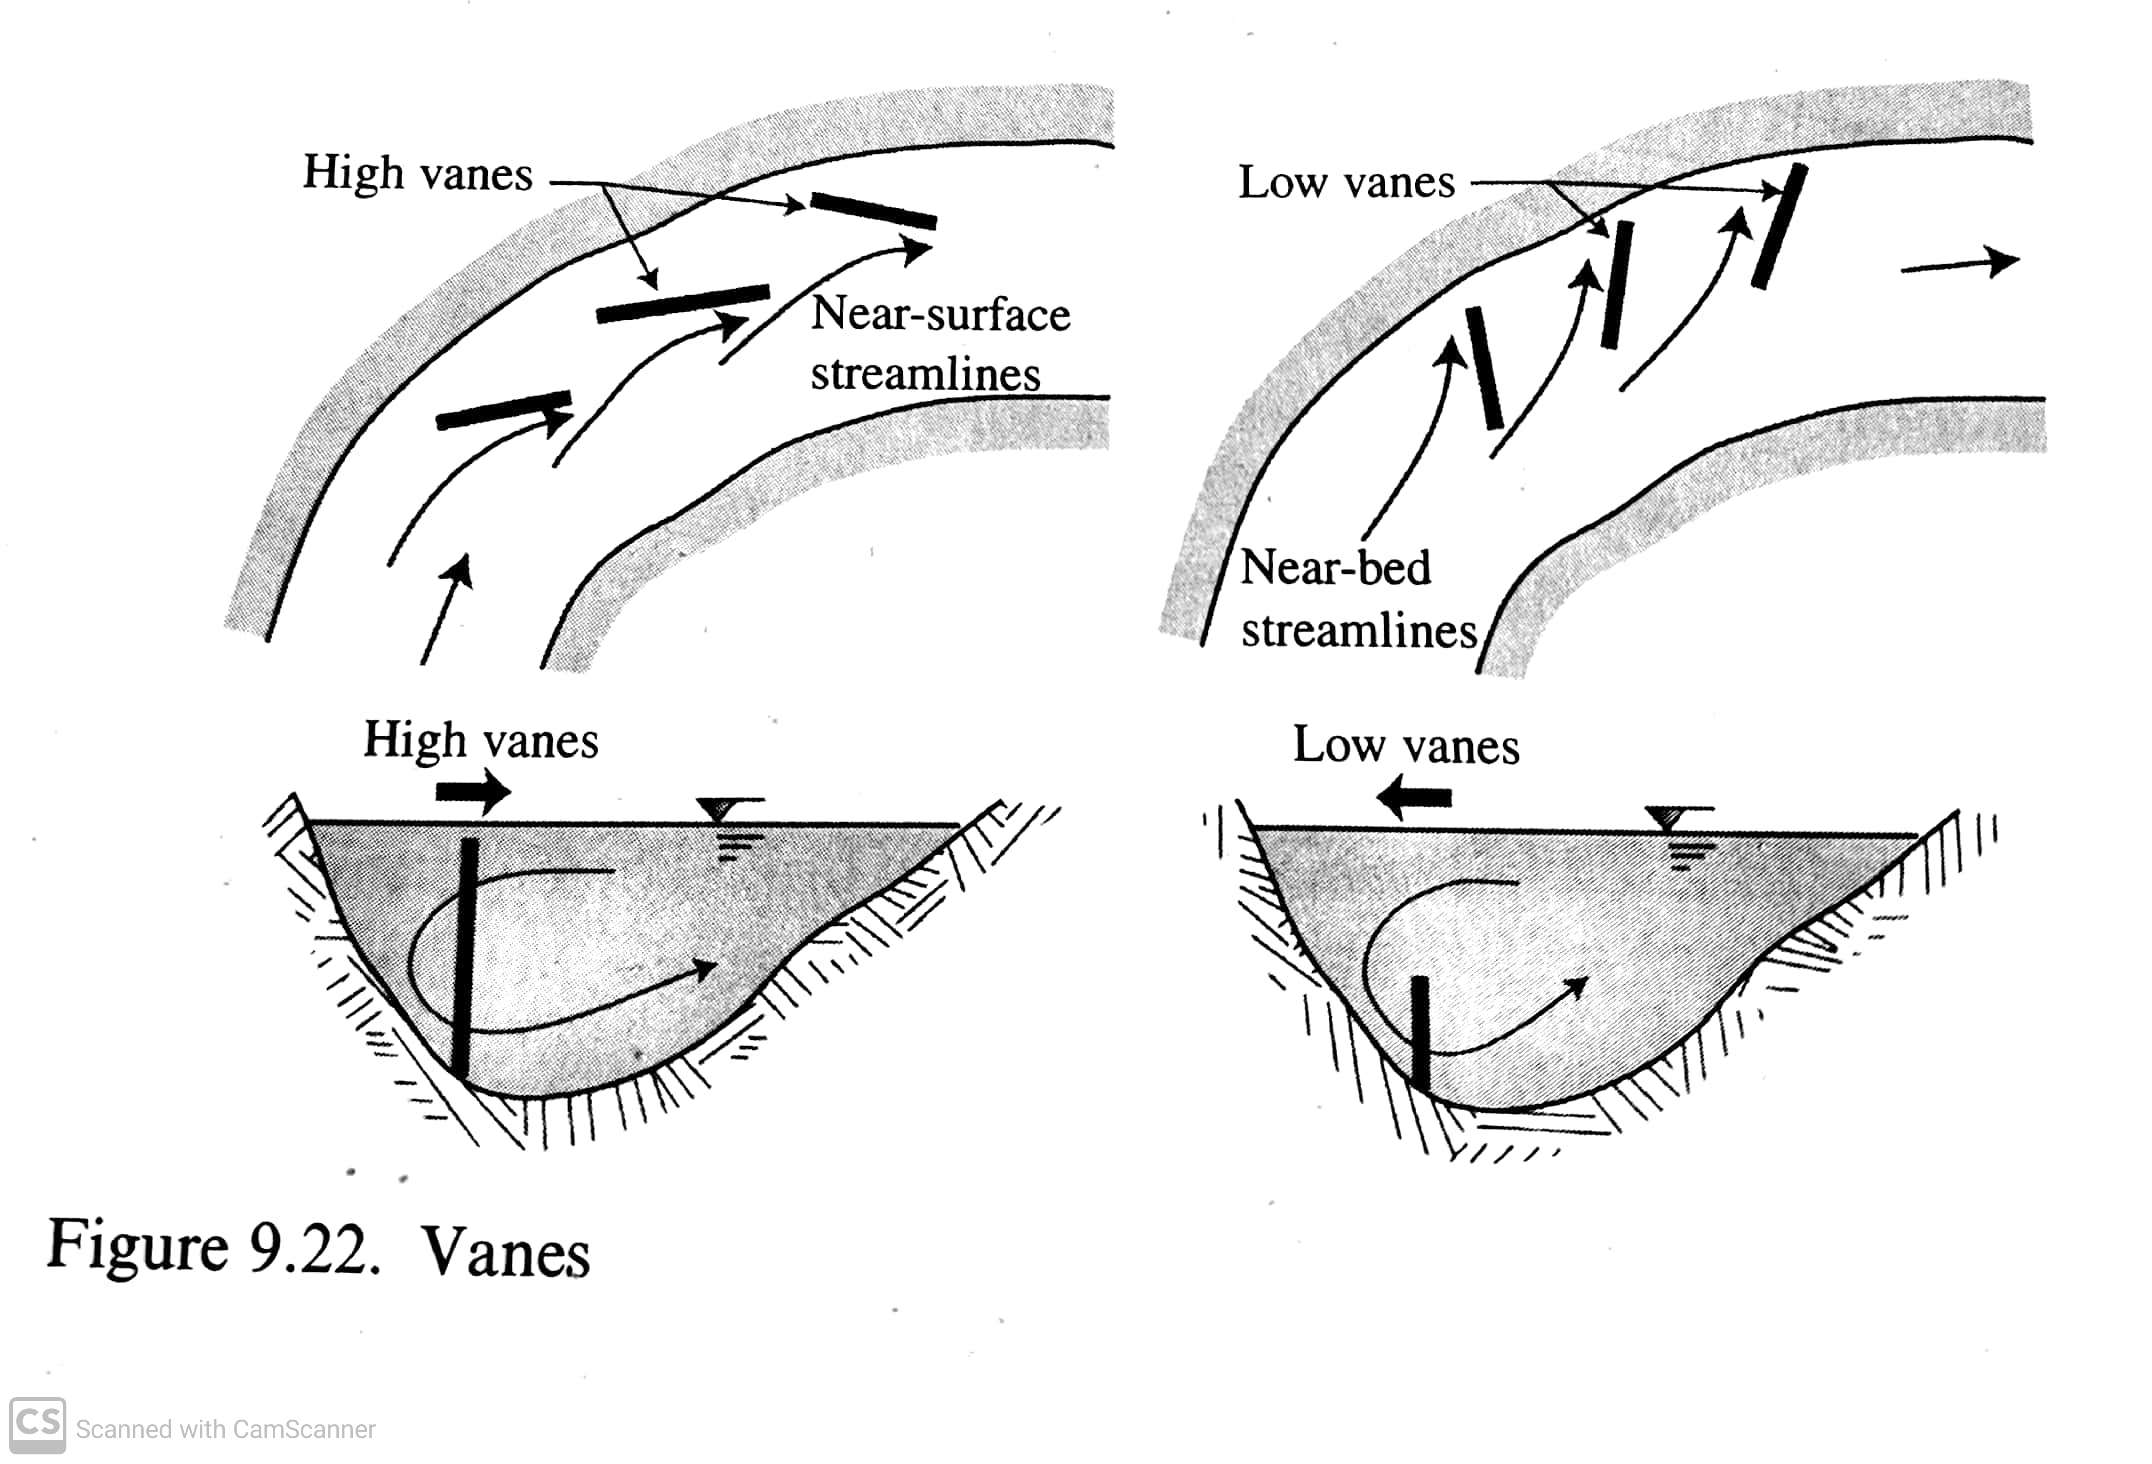 High vanes
Near-surface
streamlines
Low vanes
Near-bed
streamlines
High vanes
Low vanes
Figure 9.22. Vanes
CS Scanned with CamScanner